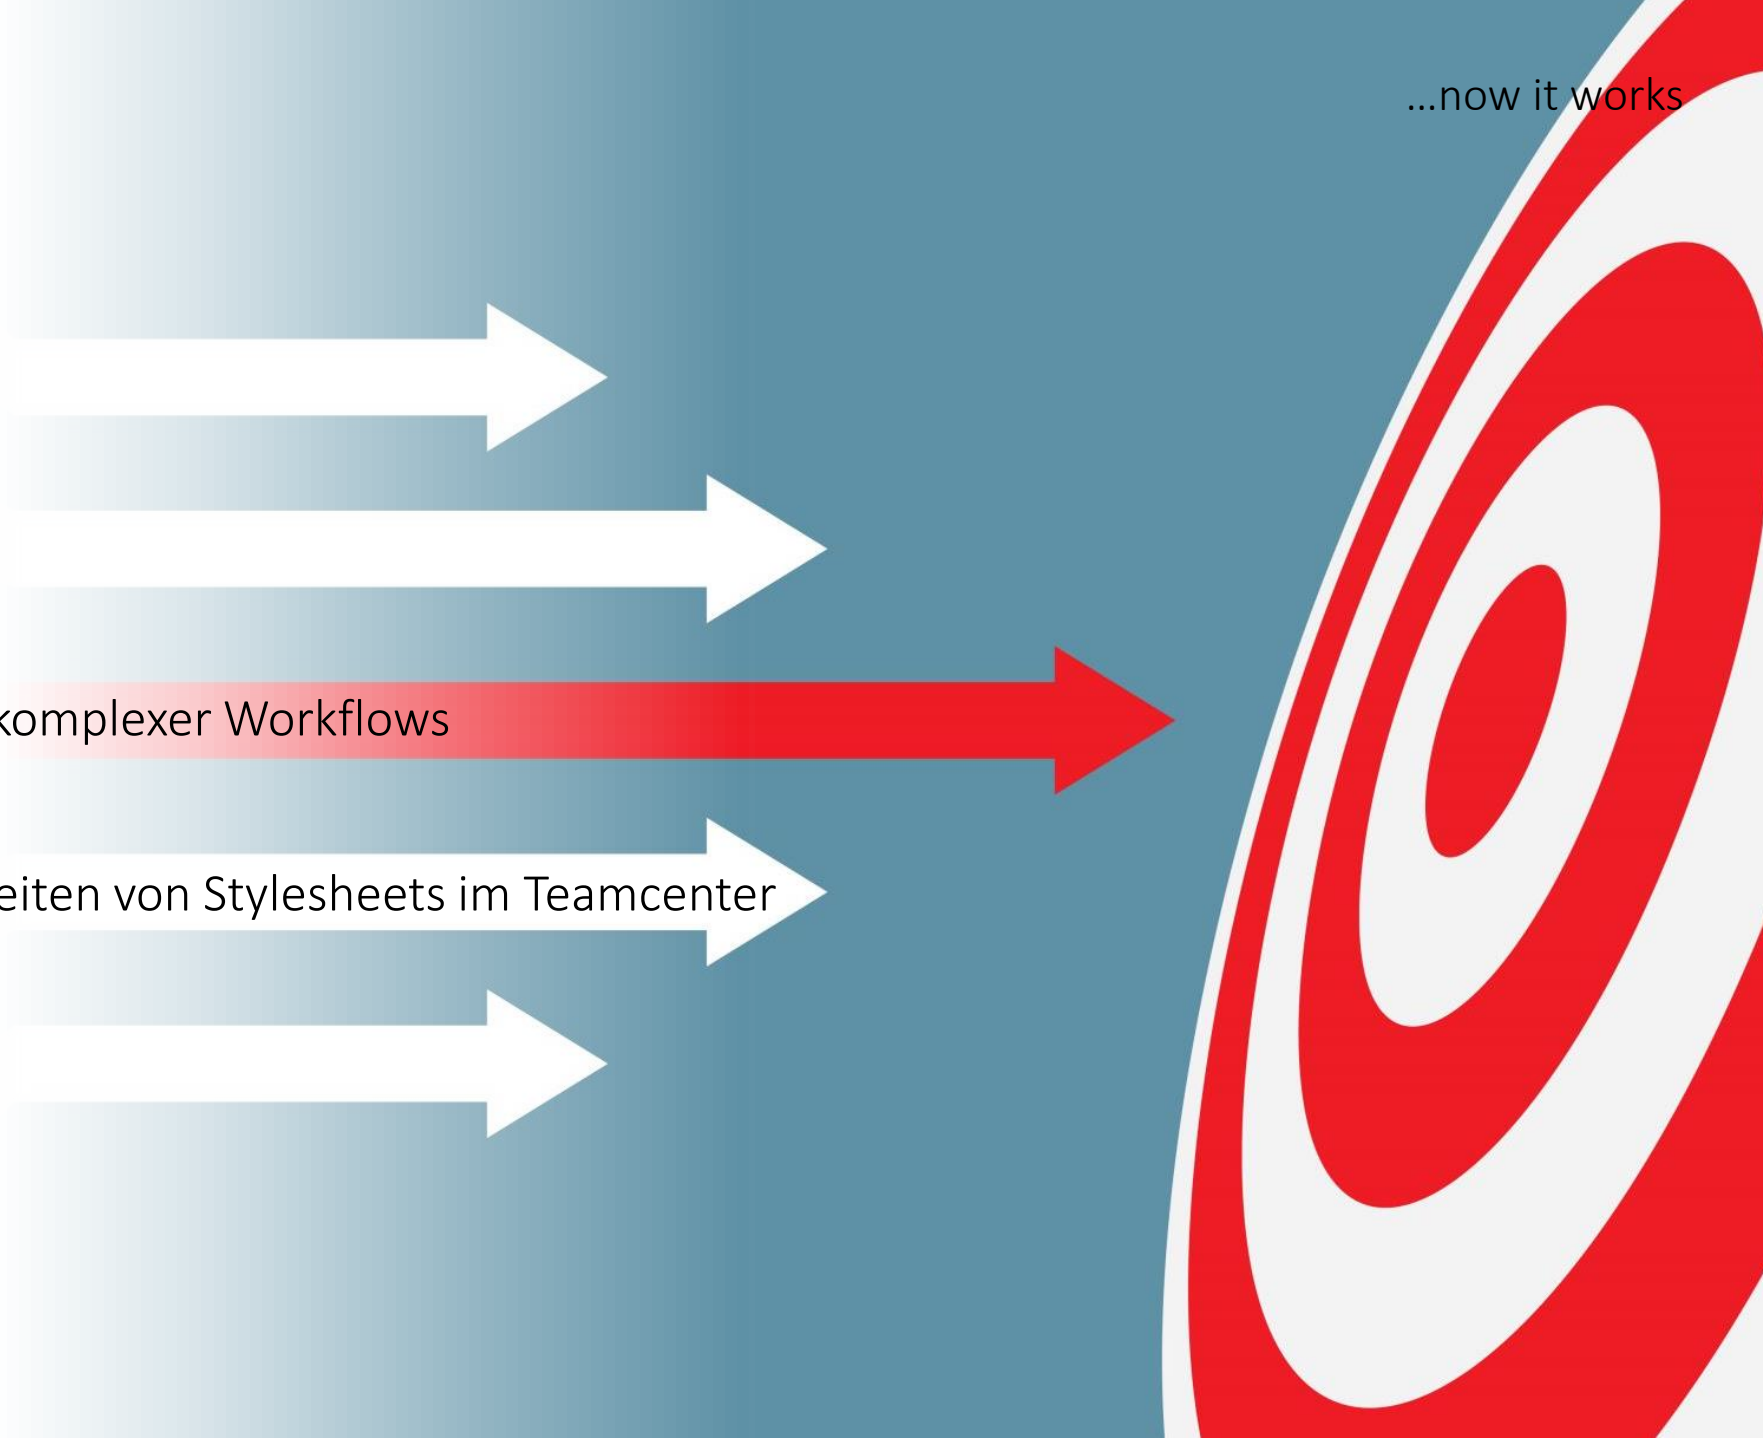 ...now it works
komplexer Workflows
eiten von Stylesheets im Teamcenter